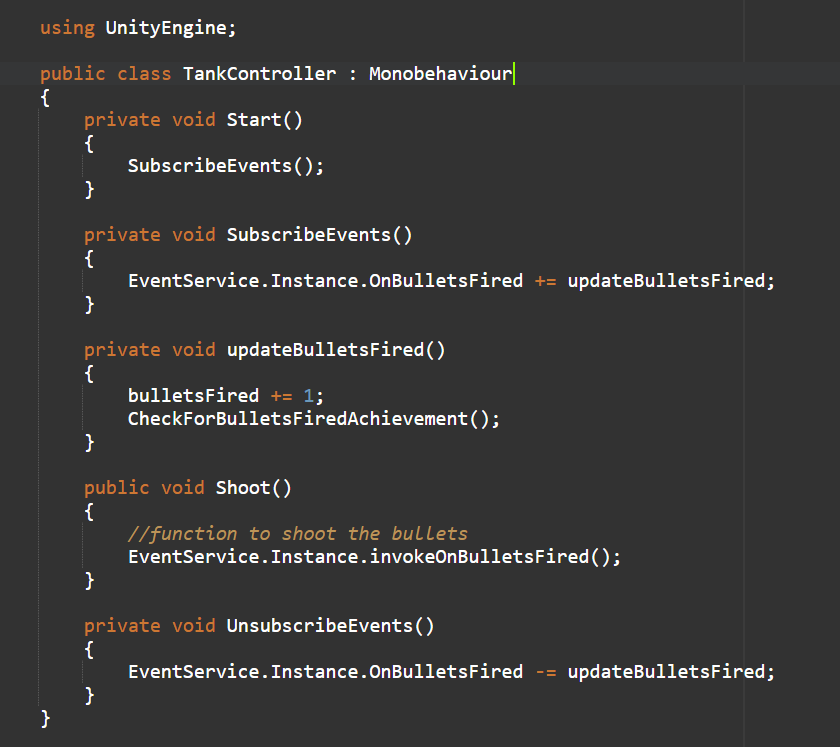 using UnityEngine;
public class TankController : Monobehaviour
{
private void Start()
{
SubscribeEvents();
}
private void SubscribeEvents()
{
EventService.Instance.OnBulletsFired += updateBulletsFired;
}
private void updateBulletsFired()
{
bulletsFired += 1;
CheckForBulletsFiredAchievement();
}
public void Shoot()
{
//function to shoot the bullets
EventService.Instance.invokeOnBulletsFired();
}
private void UnsubscribeEvents()
{
EventService.Instance.OnBulletsFired -= updateBulletsFired;
}
}